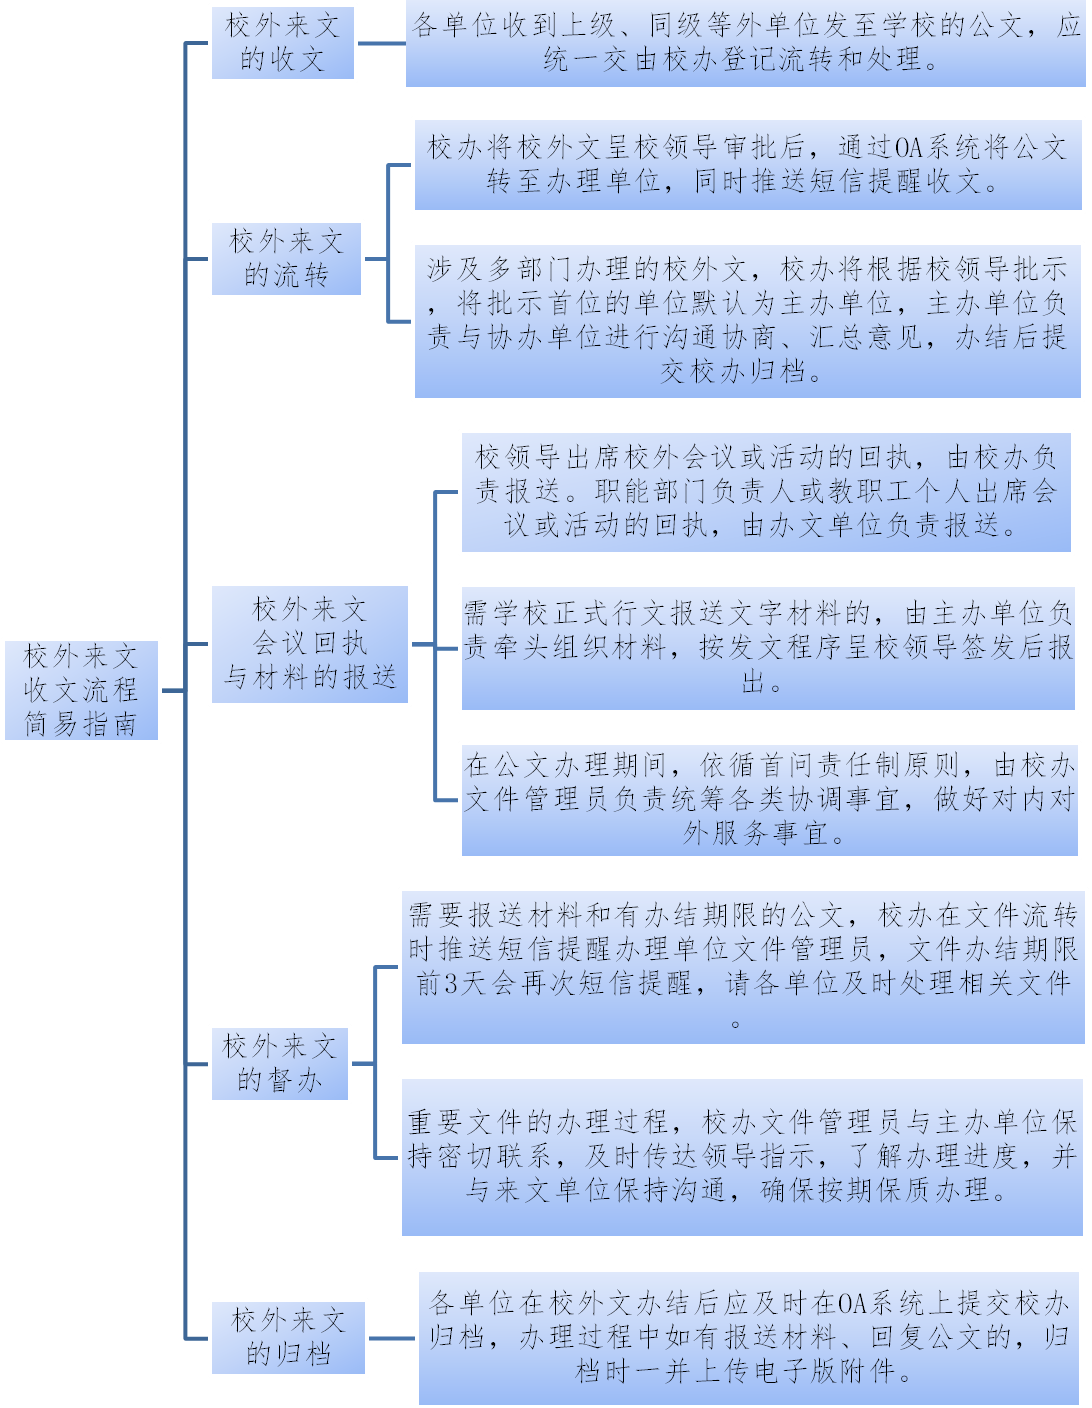 校外来文
收文流程
简易指南
校外来文
的收文
各单位收到上级、同级等外单位发至学校的公文，应
统一交由校办登记流转和处理。
校外来文
的流转
校办将校外文呈校领导审批后，通过OA系统将公文
转至办理单位，同时推送短信提醒收文。
涉及多部门办理的校外文，校办将根据校领导批示
，将批示首位的单位默认为主办单位，主办单位负
责与协办单位进行沟通协商、汇总意见，办结后提
交校办归档。
校外来文
会议回执
与材料的报送
校领导出席校外会议或活动的回执，由校办负
责报送。职能部门负责人或教职工个人出席会
议或活动的回执，由办文单位负责报送。
需学校正式行文报送文字材料的，由主办单位负
责牵头组织材料，按发文程序呈校领导签发后报
出。
在公文办理期间，依循首问责任制原则，由校办
文件管理员负责统筹各类协调事宜，做好对内对
外服务事宜。
校外来文
的督办
需要报送材料和有办结期限的公文，校办在文件流转
时推送短信提醒办理单位文件管理员，文件办结期限
前3天会再次短信提醒，请各单位及时处理相关文件
。
重要文件的办理过程，校办文件管理员与主办单位保
持密切联系，及时传达领导指示，了解办理进度，并
与来文单位保持沟通，确保按期保质办理。
校外来文
的归档
各单位在校外文办结后应及时在OA系统上提交校办
归档，办理过程中如有报送材料、回复公文的，归
档时一并上传电子版附件。